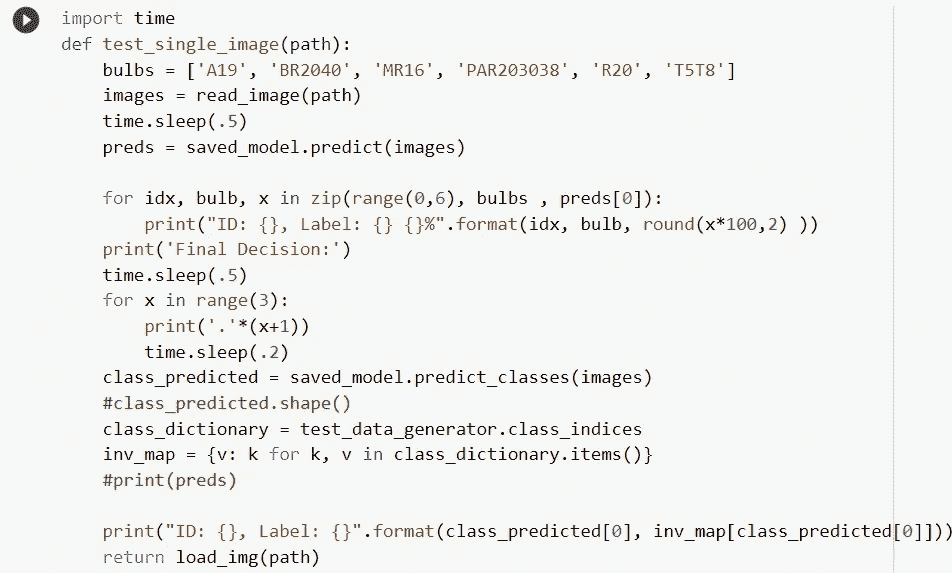 import time
def test_single_image(path):
    bulbs = ['A19', 'BR2040', 'MR16', 'PAR203038', 'R20', 'T5T8']
    images = read_image(path)
    time.sleep(.5)
    preds = saved_model.predict(images)

    for idx, bulb, x in zip(range(0,6), bulbs , preds[0]):
        print("ID: {}, Label: {} {}%".format(idx, bulb, round(x*100,2) ))
    print('Final Decision:')
    time.sleep(.5)
    for x in range(3):
        print('.'*(x+1))
        time.sleep(.2)
    class_predicted = saved_model.predict_classes(images)
    #class_predicted.shape()
    class_dictionary = test_data_generator.class_indices
    inv_map = {v: k for k, v in class_dictionary.items()}
    #print(preds)

    print("ID: {}, Label: {}".format(class_predicted[0], inv_map[class_predicted[0]]))
    return load_img(path)